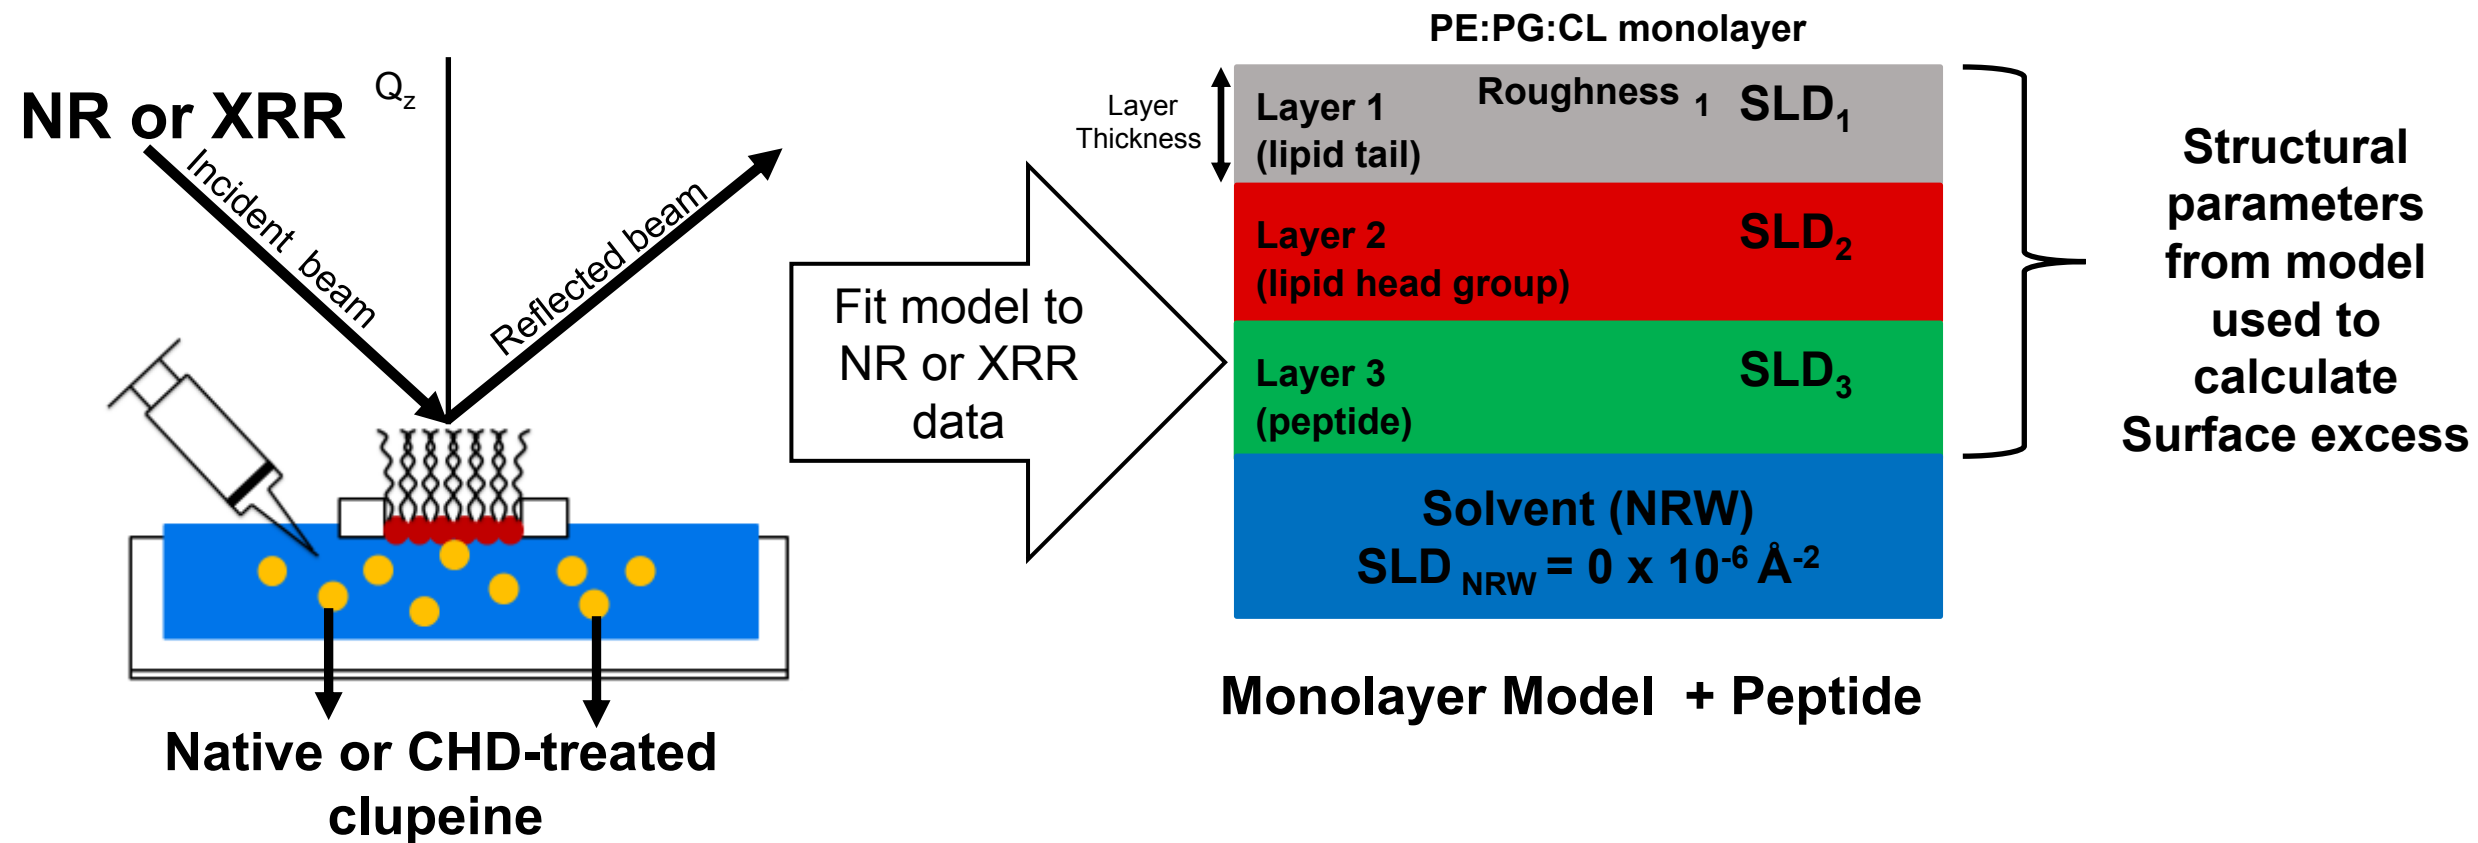 NR or XRR
Qz
Incident beam
Reflected beam
Native or CHD-treated
clupeine
Fit model to
NR or XRR
data
PE:PG:CL monolayer
Layer
Thickness
Layer 1
(lipid tail)
Roughness 1
SLD1
Layer 2
(lipid head group)
SLD2
Layer 3
(peptide)
SLD3
Solvent (NRW)
SLD NRW = 0 x 10-6 Å-2
Monolayer Model + Peptide
Structural
parameters
from model
used to
calculate
Surface excess